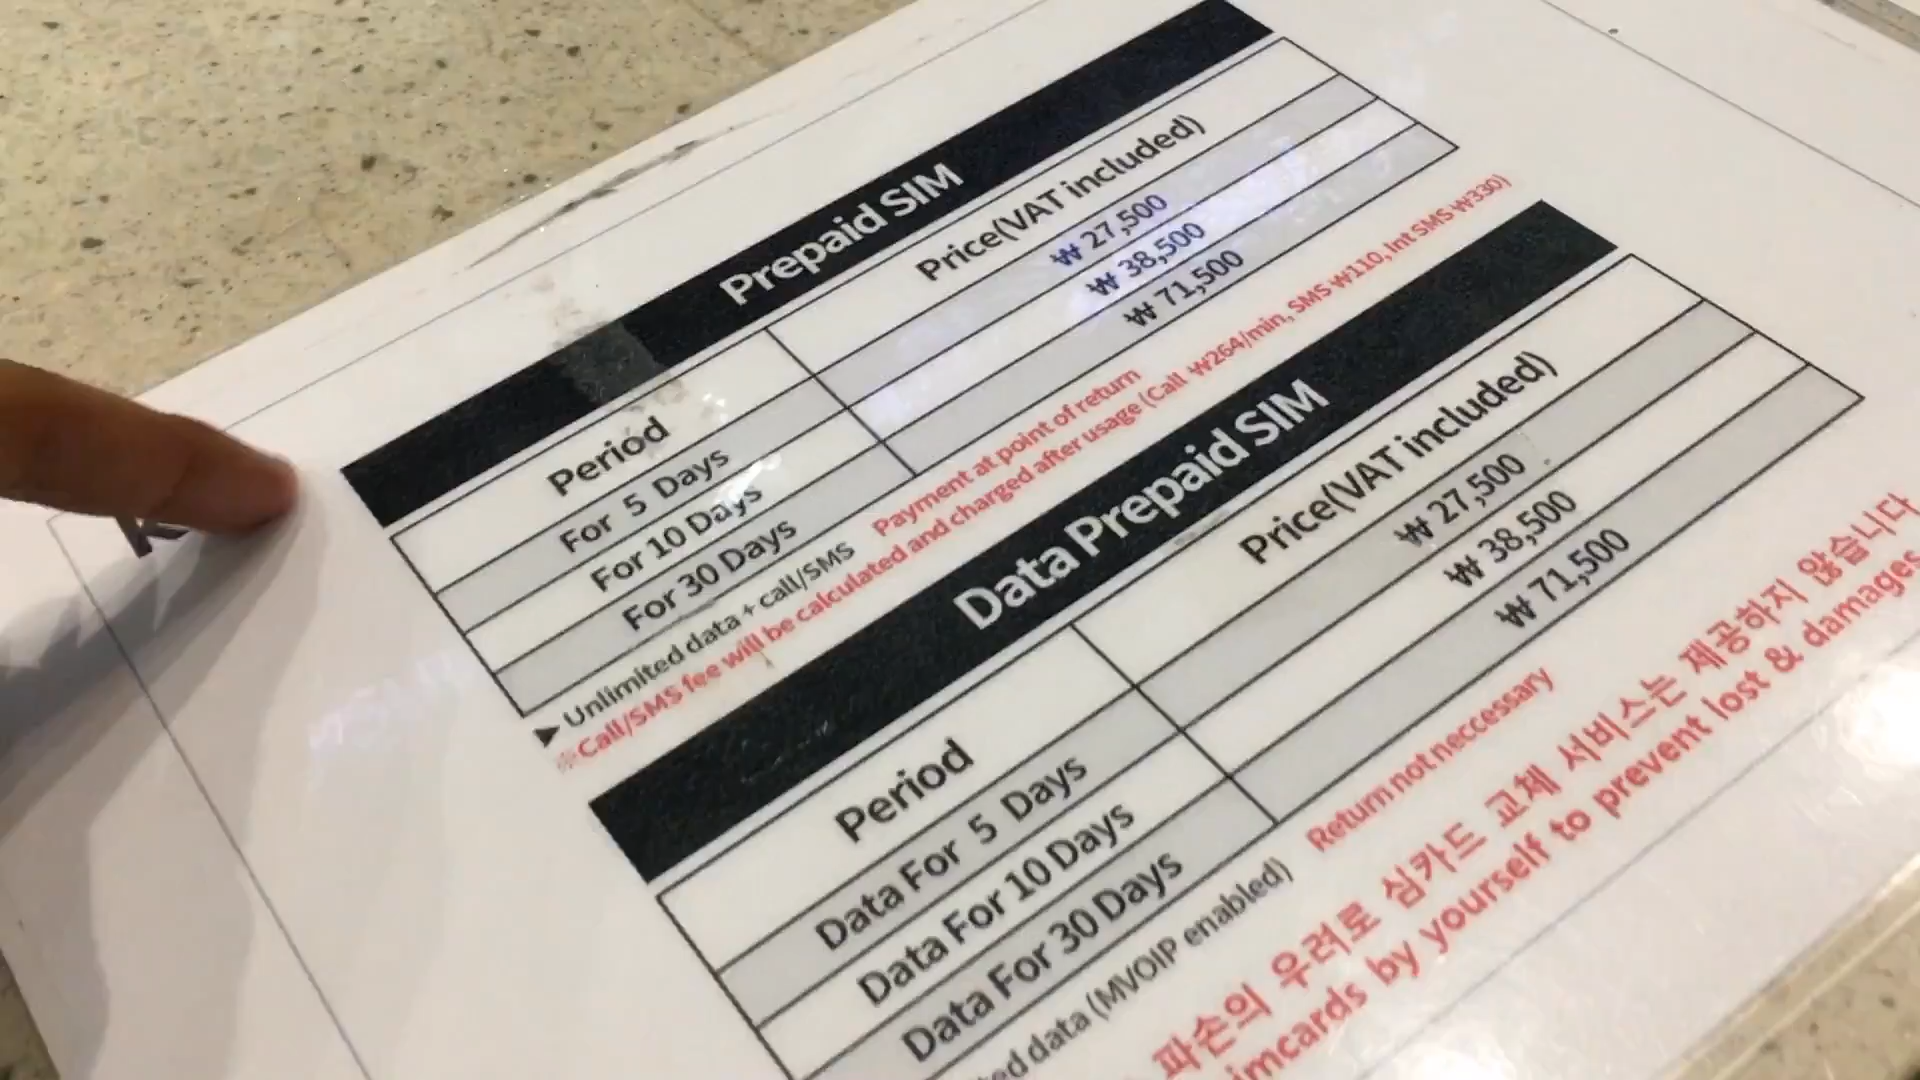 Prepaid SIM
Period Price(VAT included)
For 5 Days ₩ 27,500
For 10 Days ₩ 38,500
For 30 Days ₩ 71,500
▶ Unlimited data + call/SMS Payment at point of return
※Call/SMS fee will be calculated and charged after usage (Call ₩264/min, SMS ₩110, Int SMS ₩330)
Data Prepaid SIM
Period Price(VAT included)
Data For 5 Days ₩ 27,500
Data For 10 Days ₩ 38,500
Data For 30 Days ₩ 71,500
data (MVOIP enabled) Return not neccessary
파손의 우려로 심카드 교체 서비스는 제공하지 않습니다
by yourself to prevent lost & damages